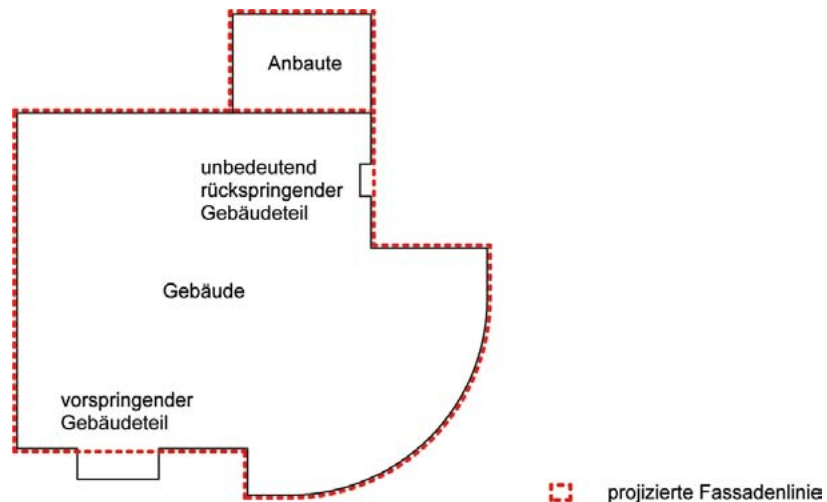 Anbaute
unbedeutend
rückspringender
Gebäudeteil
Gebäude
vorspringender
Gebäudeteil
projizierte Fassadenlinie